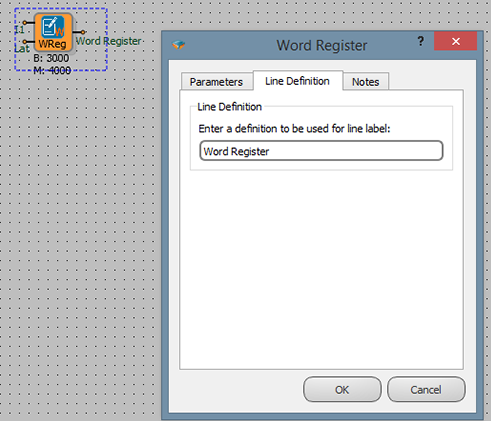 I1
WReg
Word Register
Lat
B: 3000
M: 4000
Word Register
?
Parameters
Line Definition
Notes
Line Definition
Enter a definition to be used for line label:
Word Register
OK
Cancel